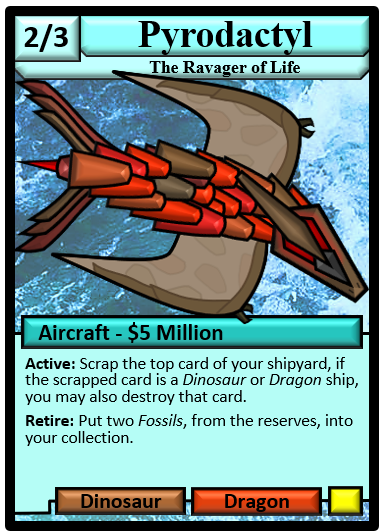 2/3
Pyrodactyl
The Ravager of Life
Aircraft - $5 Million
Active: Scrap the top card of your shipyard, if
the scrapped card is a Dinosaur or Dragon ship,
you may also destroy that card.
Retire: Put two Fossils, from the reserves, into
your collection.
Dinosaur
Dragon